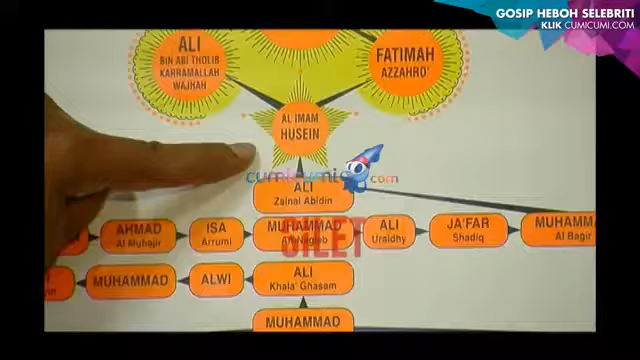 GOSIP HEBOH SELEBRITI
KLIK CUMICUMI.COM
ALI
BIN ABI THOLIB
KARRAMALLAH
WAJHAH
FATIMAH
AZZAHRO'
AL IMAM
HUSEIN
cumicumi.com
ALI
Zainal Abidin
SILET
AHMAD
Al Muhajir
ISA
Arrumi
MUHAMMAD
An Naqieb
ALI
Uraidhy
JA'FAR
Shadiq
MUHAMM
Al Bagir
MUHAMMAD
ALWI
ALI
Khala' Ghasam
MUHAMMAD